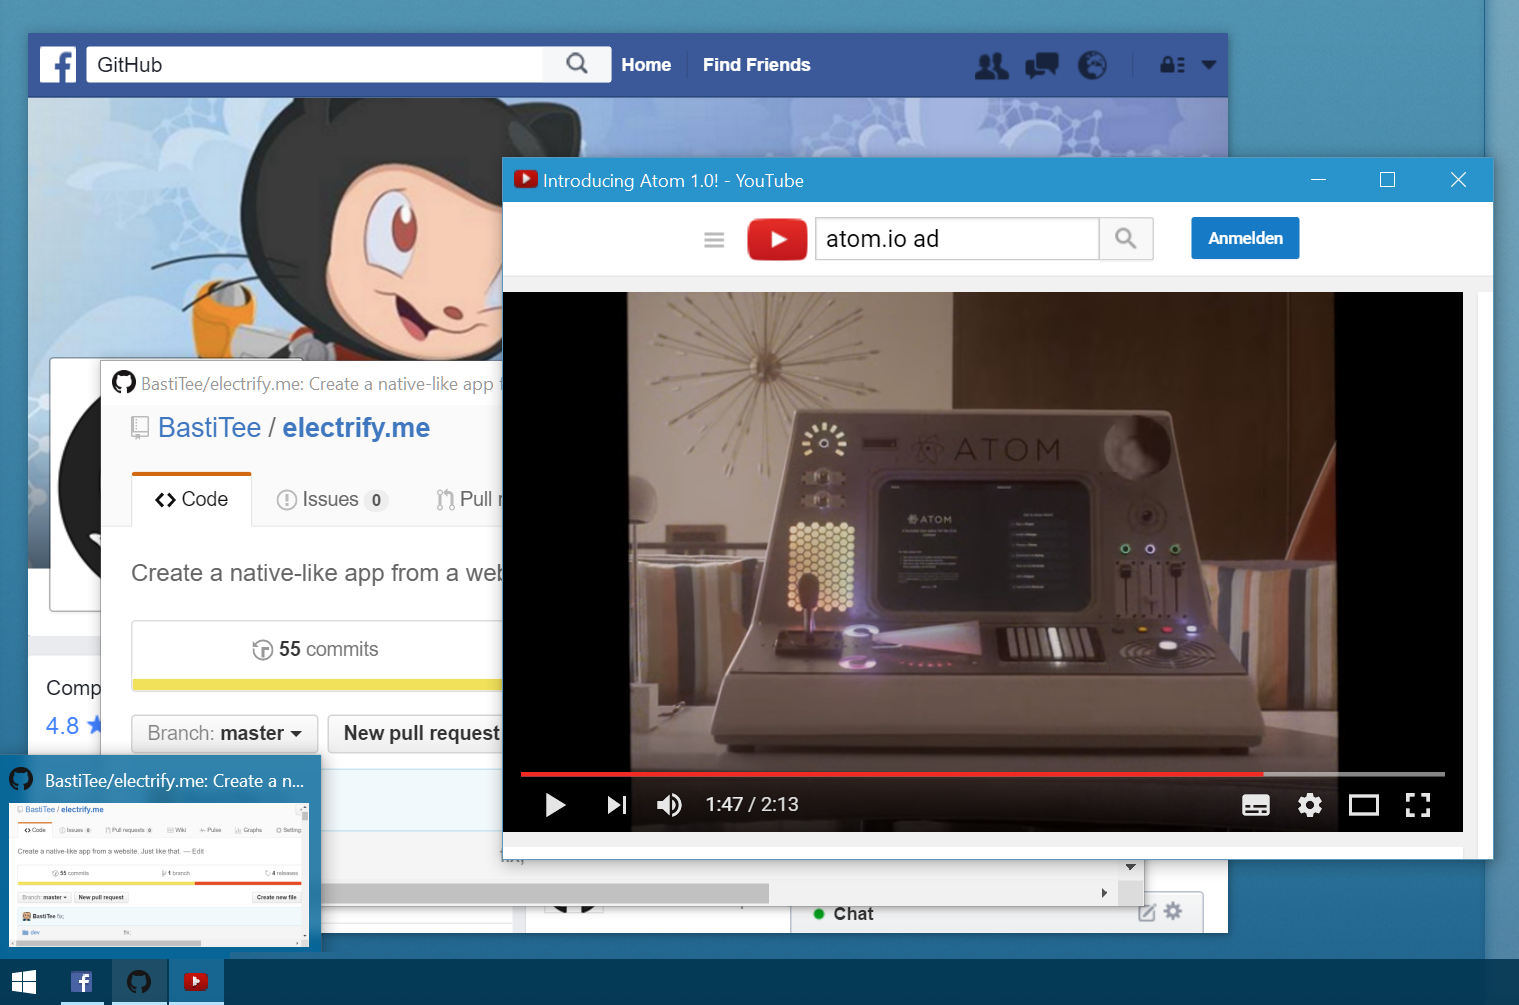 GitHub
Home
Find Friends
Introducing Atom 1.0! - YouTube
atom.io ad
Anmelden
ATOM
ATOM
1:47 / 2:13
BastiTee/electrify.me: Create a native-like app
BastiTee / electrify.me
Code
Issues 0
Pull
Create a native-like app from a
55 commits
Branch: master
New pull request
Comp
4.8
Chat
BastiTee/electrify.me: Create a n...
BastiTee / electrify.me
Code
Issues 0
Pull requests 0
Wiki
Pulse
Graphs
Setting
Create a native-like app from a website. Just like that. — Edit
55 commits
1 branch
4 releases
Branch: master
New pull request
Create new file
BastiTee fix;
dev
fix;